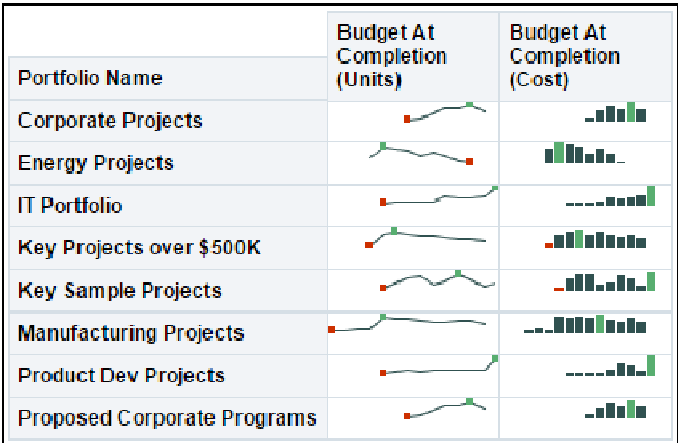 Budget At
Completion
(Units)
Budget At
Completion
(Cost)
Portfolio Name
Corporate Projects
Energy Projects
IT Portfolio
Key Projects over $500K
Key Sample Projects
Manufacturing Projects
Product Dev Projects
Proposed Corporate Programs